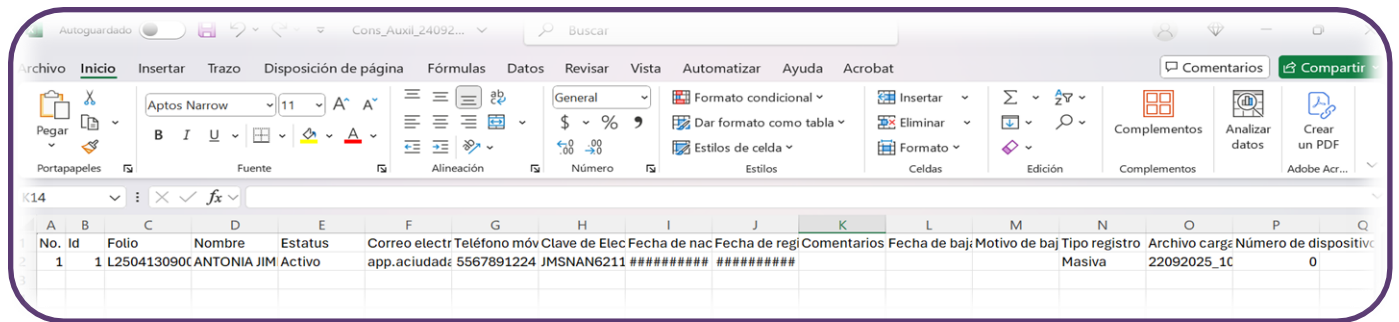 Autoguardado Cons_Auxil_24092... Buscar
Archivo Inicio Insertar Trazo Disposición de página Fórmulas Datos Revisar Vista Automatizar Ayuda Acrobat Comentarios Compartir
Pegar
Portapapeles
Aptos Narrow 11
N K S
Fuente
Alineación
General
$ % 000
Número
Formato condicional
Dar formato como tabla
Estilos de celda
Estilos
Insertar
Eliminar
Formato
Celdas
Edición
Complementos
Complementos
Analizar datos
Crear un PDF
Adobe Acr...
K14 fx
A B C D E F G H I J K L M N O P Q
1 No. Id Folio Nombre Estatus Correo electr Teléfono móv Clave de Elec Fecha de nac Fecha de regi Comentarios Fecha de baja Motivo de baj Tipo registro Archivo carga Número de dispositivo
2 1 1 L2504130900 ANTONIA JIM Activo app.aciudada 5567891224 JMSNAN6211 ########## ########## Masiva 22092025_10 0
3